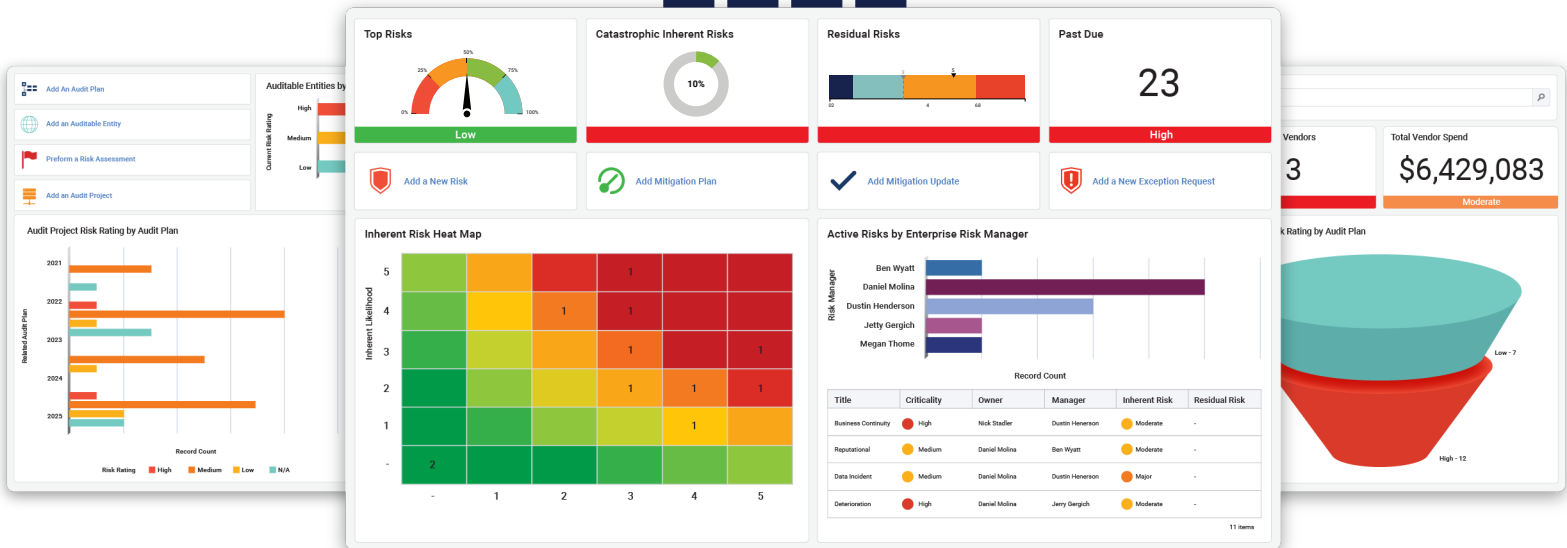 Add An Audit Plan
Add an Auditable Entity
Preform a Risk Assessment
Add an Audit Project
Auditable Entities by
Current Risk Rating
High
Medium
Low
Audit Project Risk Rating by Audit Plan
Related Audit Plan
2021
2022
2023
2024
2025
Record Count
Risk Rating High Medium Low N/A
Top Risks
0% 25% 50% 75% 100%
Low
Catastrophic Inherent Risks
10%
Residual Risks
5
02 4 68
Past Due
23
High
Add a New Risk
Add Mitigation Plan
Add Mitigation Update
Add a New Exception Request
Inherent Risk Heat Map
Inherent Likelihood
5 1
4 1 1
3 1 1
2 1 1 1
1 1
- 2
- 1 2 3 4 5
Active Risks by Enterprise Risk Manager
Risk Manager
Ben Wyatt
Daniel Molina
Dustin Henderson
Jetty Gergich
Megan Thome
Record Count
Title Criticality Owner Manager Inherent Risk Residual Risk
Business Continuity High Nick Stadler Dustin Henerson Moderate -
Reputational Medium Daniel Molina Ben Wyatt Moderate -
Data Incident Medium Daniel Molina Dustin Henerson Major -
Deterioration High Daniel Molina Jerry Gergich Moderate -
11 items
Vendors
3
Total Vendor Spend
$6,429,083
Moderate
k Rating by Audit Plan
Low - 7
High - 12